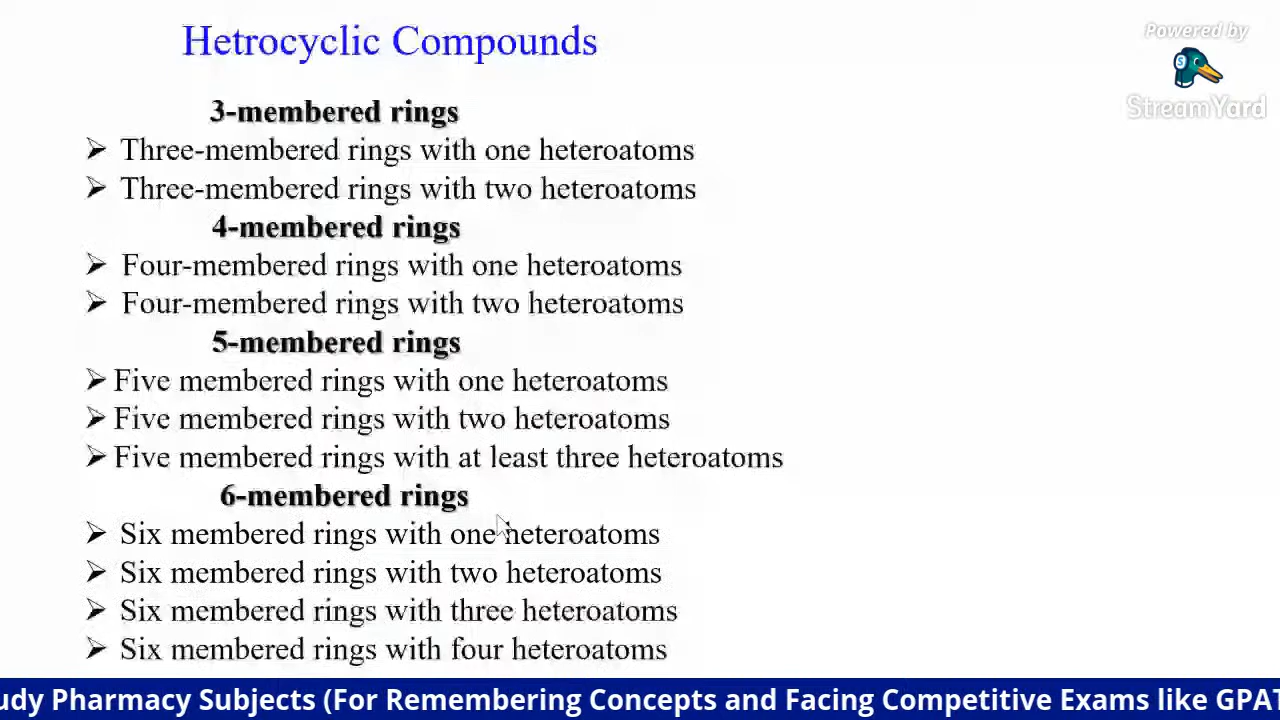 Hetrocyclic Compounds
Powered by
StreamYard
3-membered rings
➢ Three-membered rings with one heteroatoms
➢ Three-membered rings with two heteroatoms
4-membered rings
➢ Four-membered rings with one heteroatoms
➢ Four-membered rings with two heteroatoms
5-membered rings
➢ Five membered rings with one heteroatoms
➢ Five membered rings with two heteroatoms
➢ Five membered rings with at least three heteroatoms
6-membered rings
➢ Six membered rings with one heteroatoms
➢ Six membered rings with two heteroatoms
➢ Six membered rings with three heteroatoms
➢ Six membered rings with four heteroatoms
udy Pharmacy Subjects (For Remembering Concepts and Facing Competitive Exams like GPAT